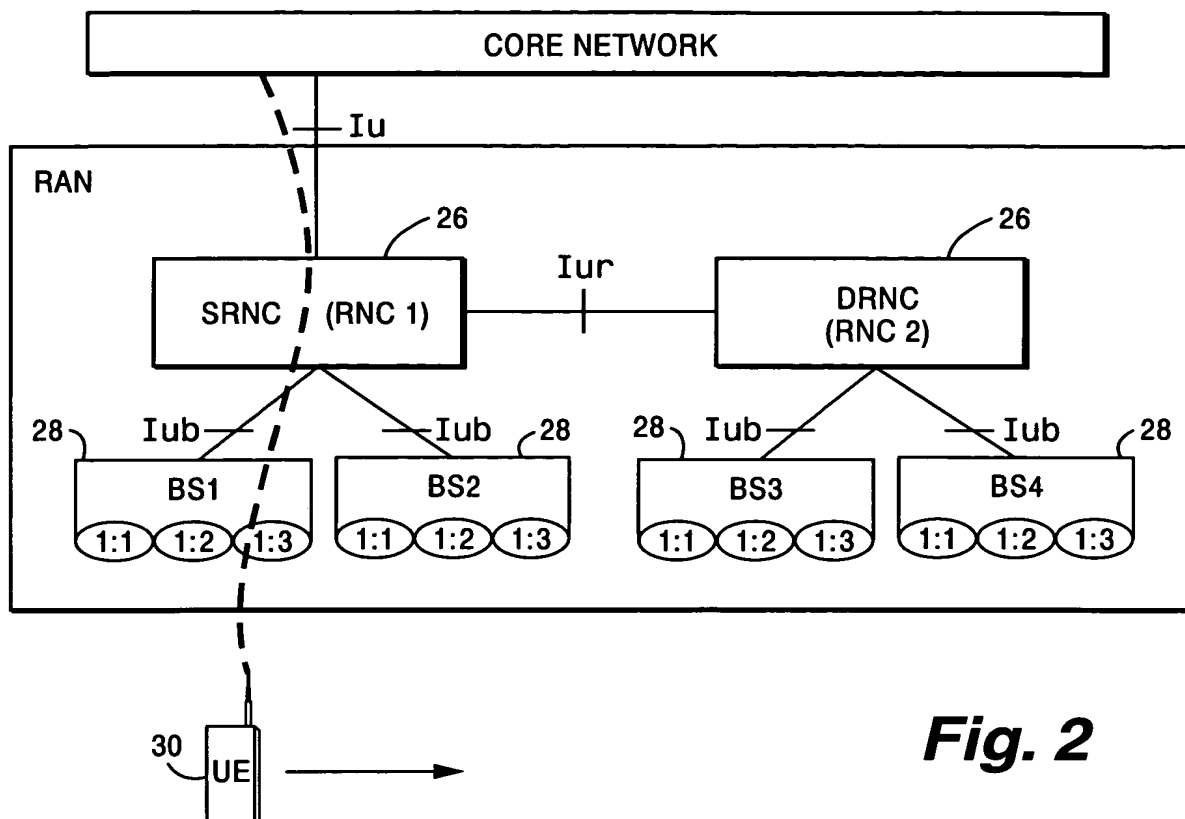 CORE NETWORK
Iu
RAN
26
26
Iur
SRNC (RNC 1)
DRNC
(RNC 2)
28
Iub
Iub
28
28
Iub
Iub
28
BS1
BS2
BS3
BS4
1:1 1:2 1:3
1:1 1:2 1:3
1:1 1:2 1:3
1:1 1:2 1:3
30
UE
Fig. 2